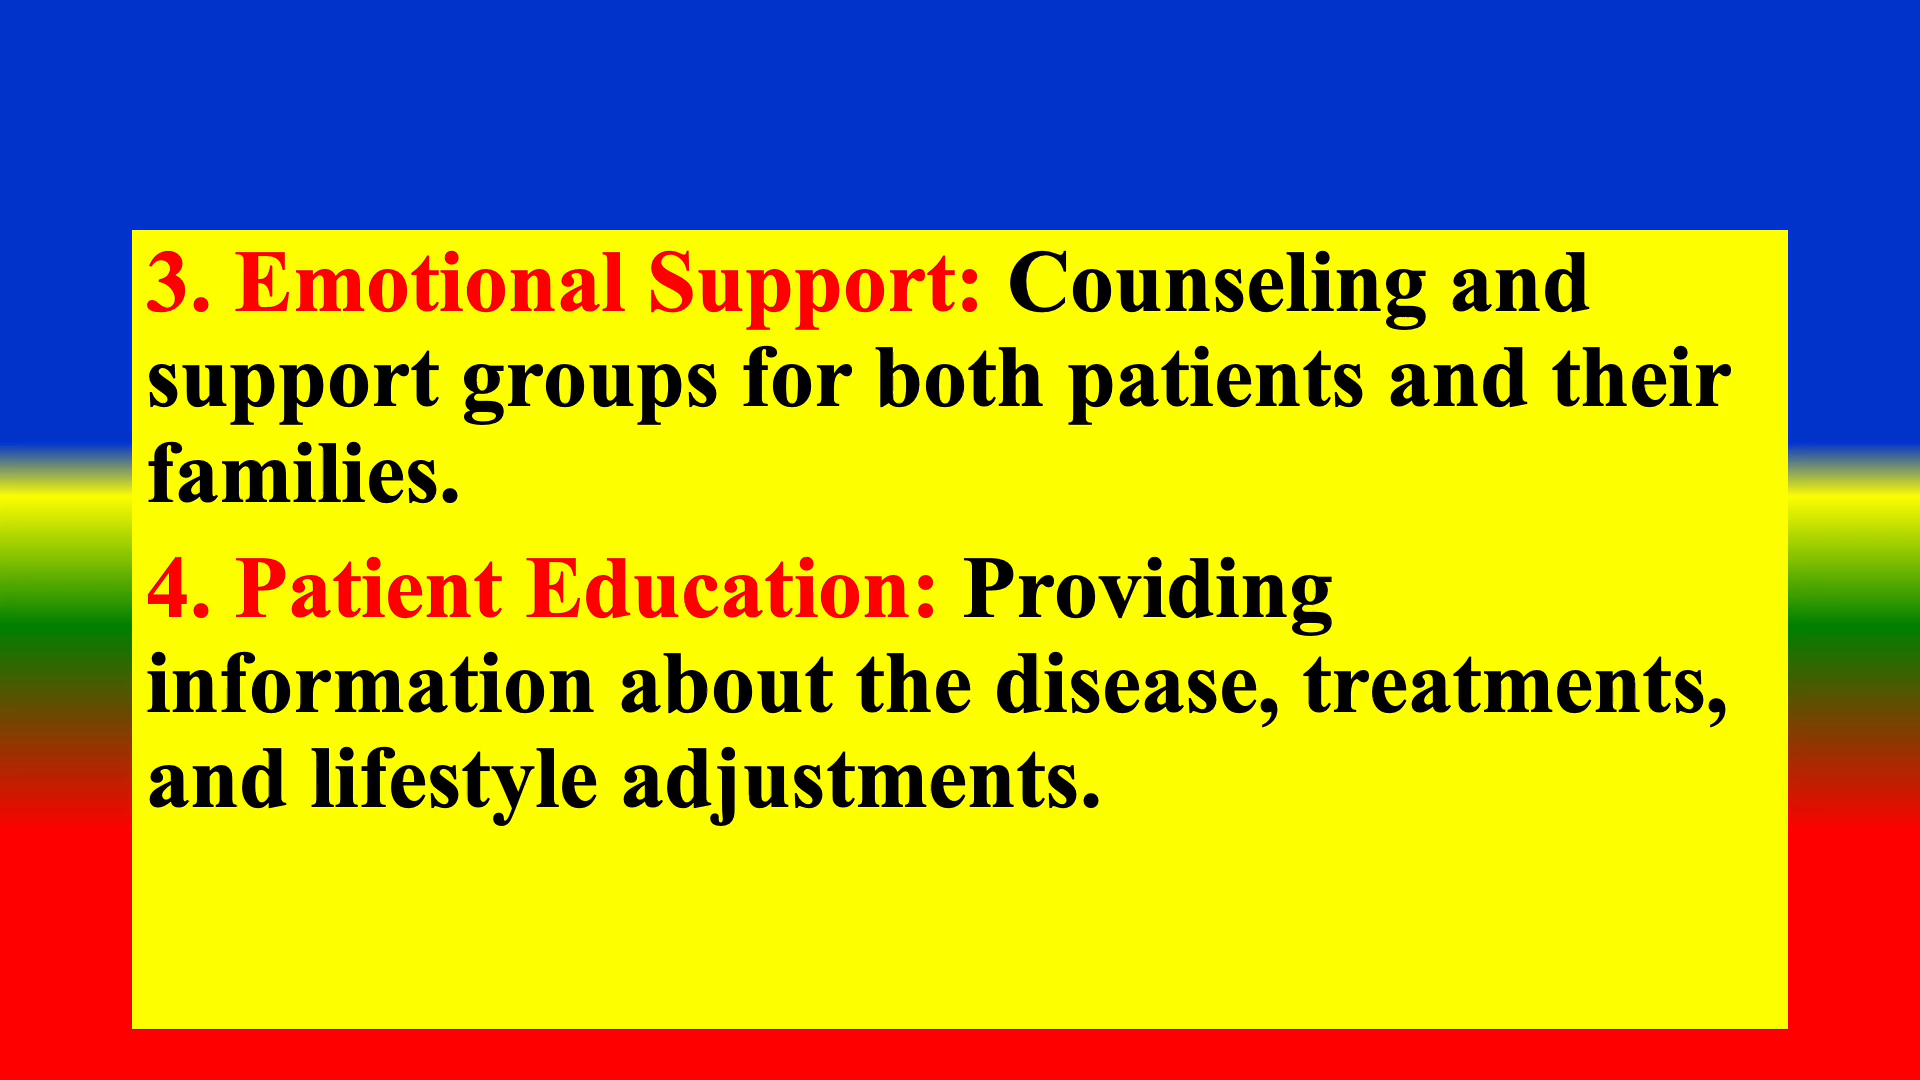 3. Emotional Support: Counseling and
support groups for both patients and their
families.
4. Patient Education: Providing
information about the disease, treatments,
and lifestyle adjustments.